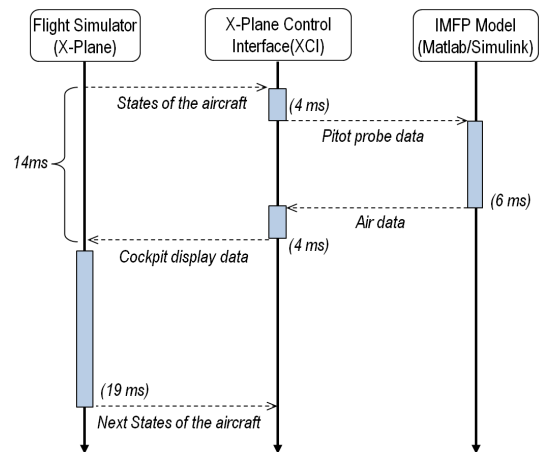 Flight Simulator
(X-Plane)
X-Plane Control
Interface(XCI)
IMFP Model
(Matlab/Simulink)
States of the aircraft
(4 ms)
Pitot probe data
14ms
(6 ms)
Air data
(4 ms)
Cockpit display data
(19 ms)
Next States of the aircraft